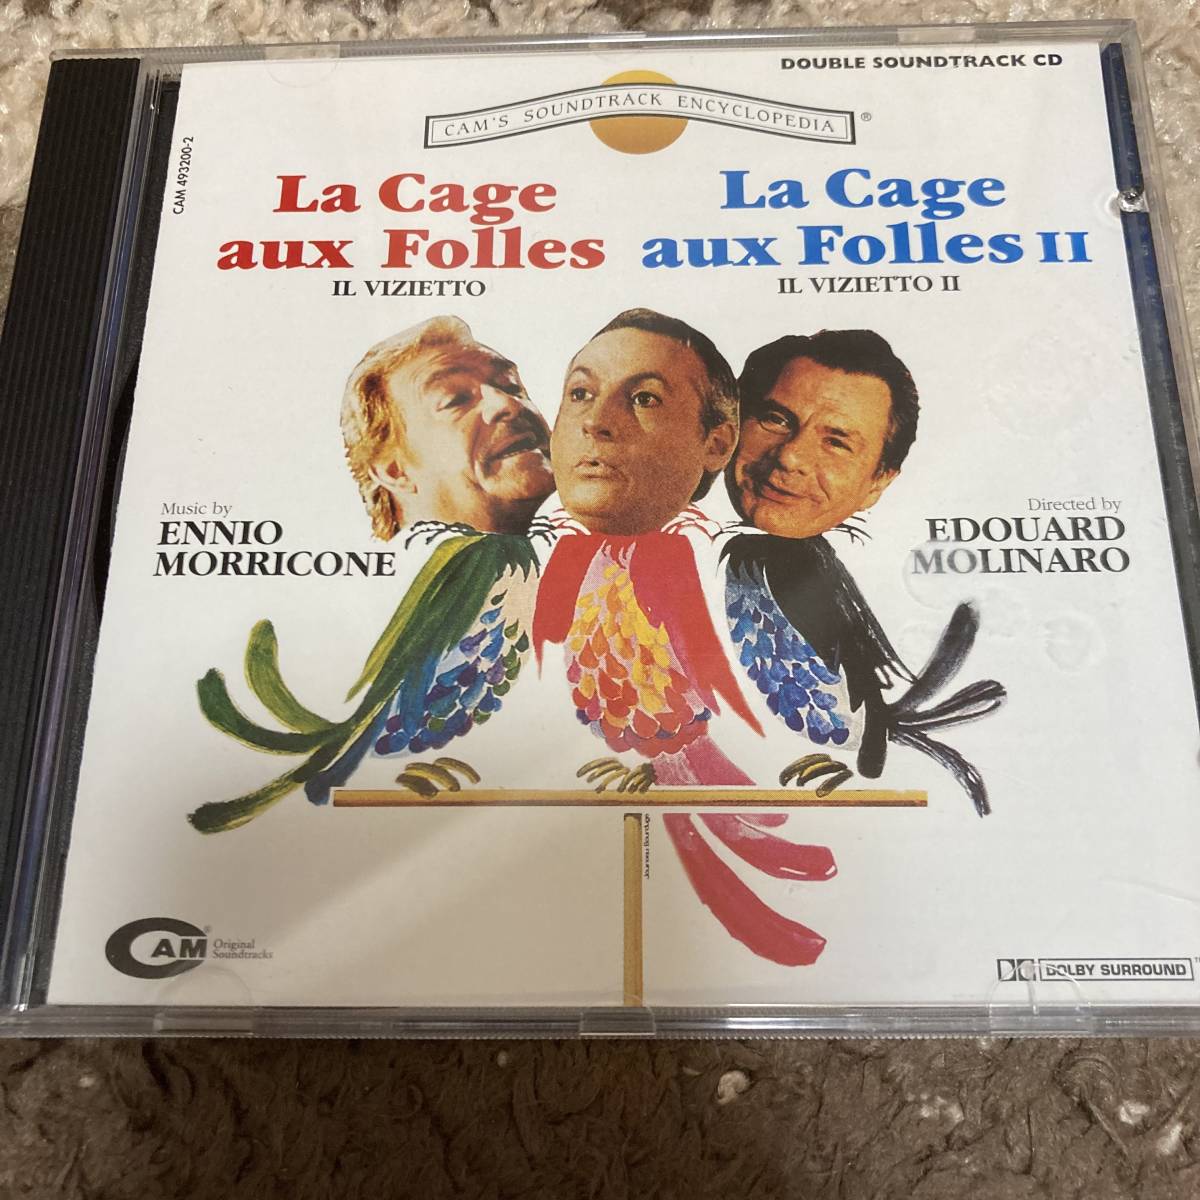 DOUBLE SOUNDTRACK CD
CAM'S SOUNDTRACK ENCYCLOPEDIA ®
CAM 493200-2
La Cage
aux Folles
IL VIZIETTO
La Cage
aux Folles II
IL VIZIETTO II
Music by
ENNIO
MORRICONE
Directed by
EDOUARD
MOLINARO
CAM ®
Original
Soundtracks
DOLBY SURROUND ™